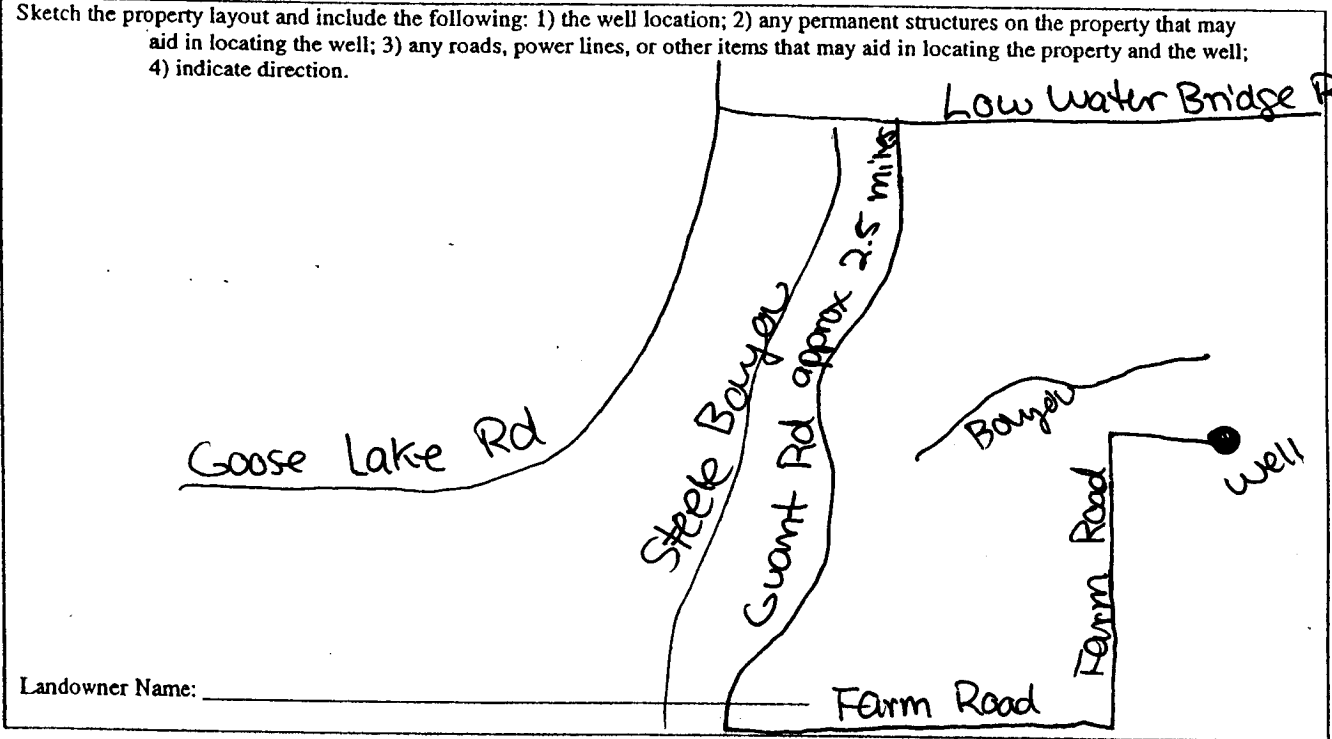 Sketch the property layout and include the following: 1) the well location; 2) any permanent structures on the property that may
aid in locating the well; 3) any roads, power lines, or other items that may aid in locating the property and the well;
4) indicate direction.
Low Water Bridge
Steele Bayou
Guant Rd approx 2.5 miles
Goose Lake Rd
Bayou
Well
Farm Road
Farm Road
Landowner Name: